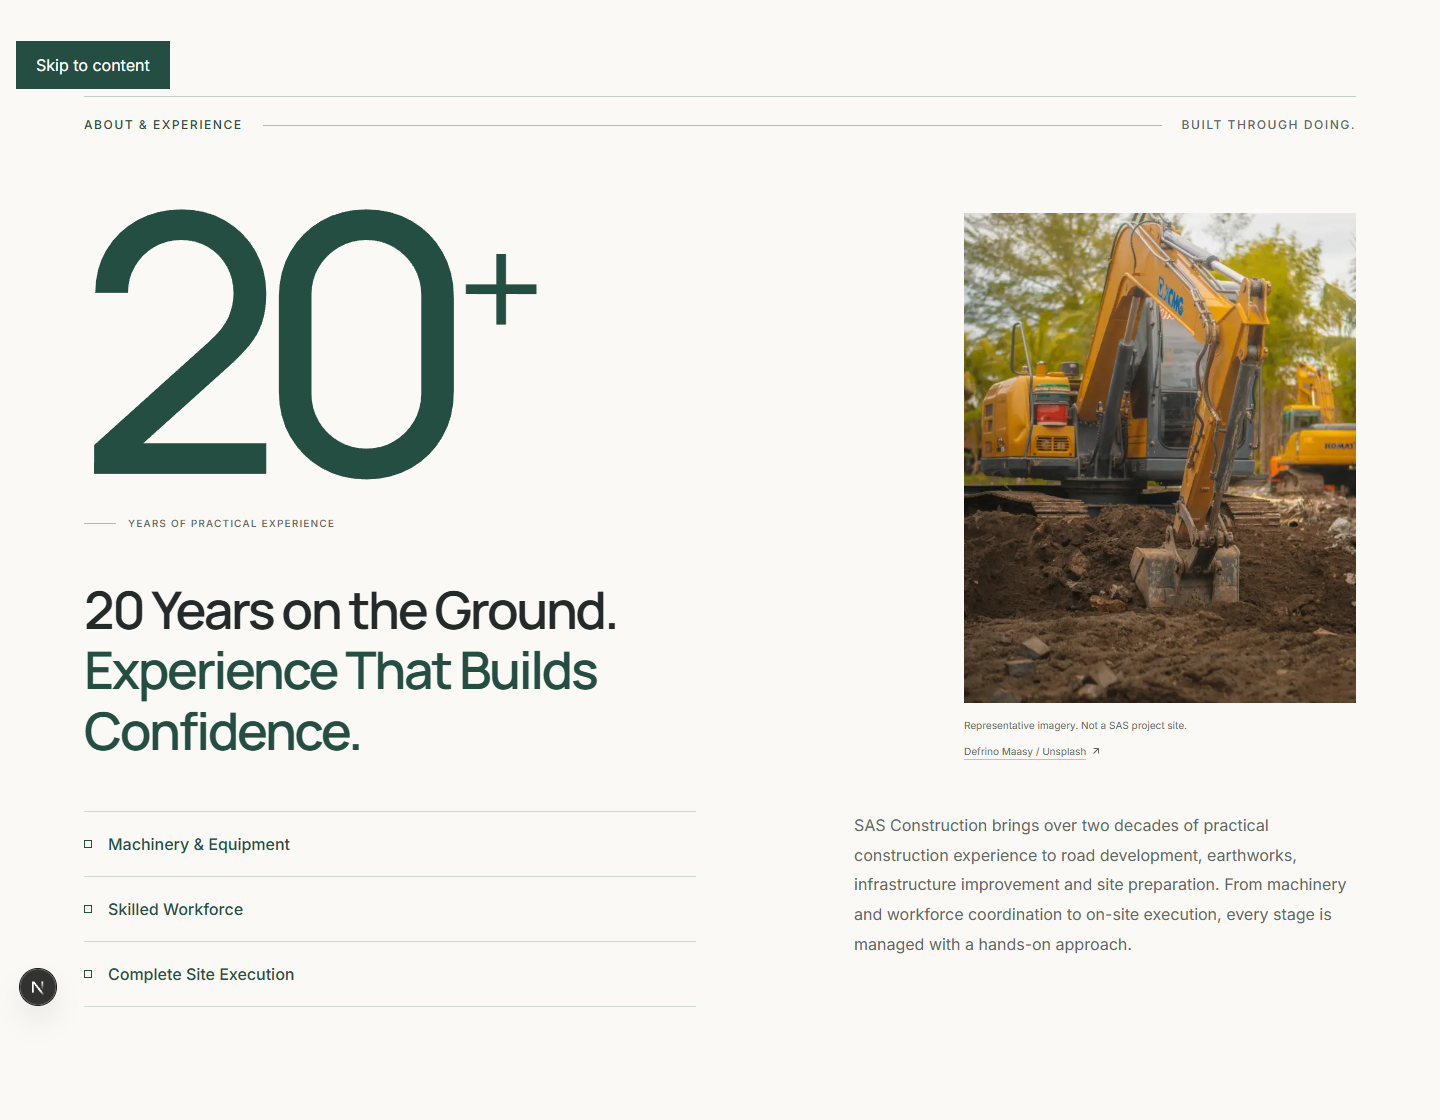 Skip to content
ABOUT & EXPERIENCE
BUILT THROUGH DOING.
20+
YEARS OF PRACTICAL EXPERIENCE
20 Years on the Ground.
Experience That Builds
Confidence.
Machinery & Equipment
Skilled Workforce
Complete Site Execution
XCMG
KOMAT
Representative imagery. Not a SAS project site.
Defrino Maasy / Unsplash ↗
SAS Construction brings over two decades of practical
construction experience to road development, earthworks,
infrastructure improvement and site preparation. From machinery
and workforce coordination to on-site execution, every stage is
managed with a hands-on approach.
N